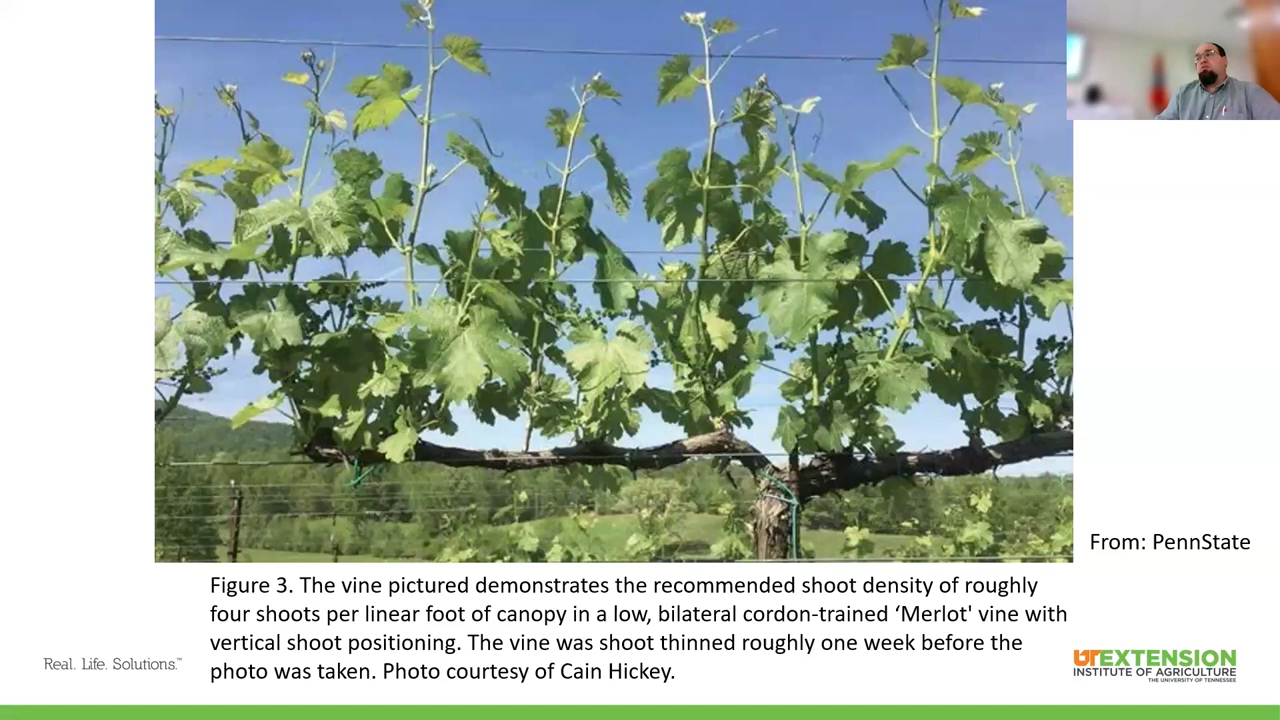 From: PennState
Figure 3. The vine pictured demonstrates the recommended shoot density of roughly
four shoots per linear foot of canopy in a low, bilateral cordon-trained ‘Merlot' vine with
vertical shoot positioning. The vine was shoot thinned roughly one week before the
photo was taken. Photo courtesy of Cain Hickey.
Real. Life. Solutions.™
UTEXTENSION
INSTITUTE OF AGRICULTURE
THE UNIVERSITY OF TENNESSEE